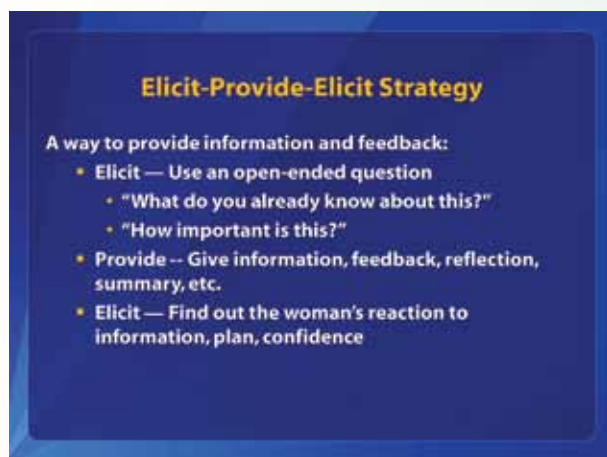 Elicit-Provide-Elicit Strategy
A way to provide information and feedback:
• Elicit — Use an open-ended question
• “What do you already know about this?”
• “How important is this?”
• Provide -- Give information, feedback, reflection,
summary, etc.
• Elicit — Find out the woman’s reaction to
information, plan, confidence